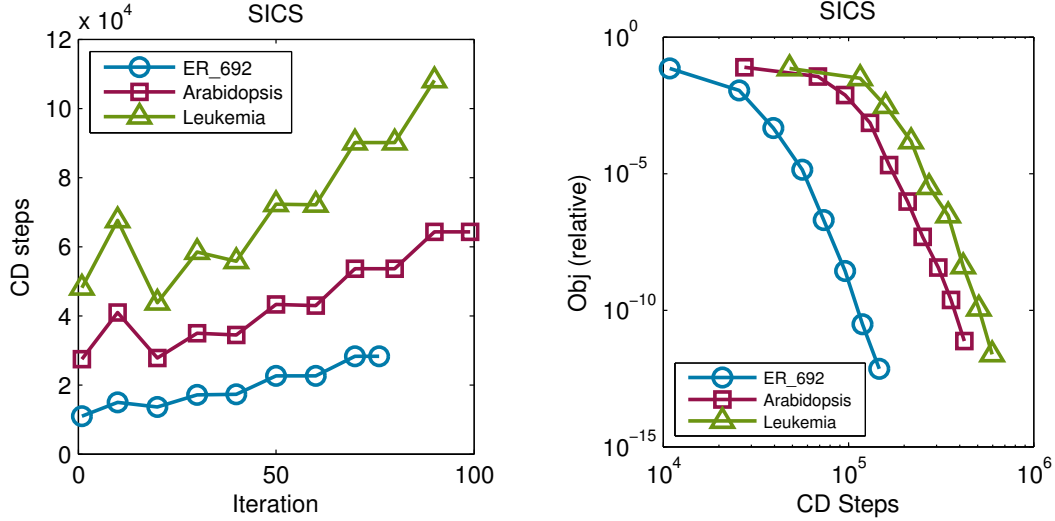 SICS
x 10^4
12
10
8
6
4
2
0
0
50
100
CD steps
Iteration
ER_692
Arabidopsis
Leukemia
SICS
10^0
10^−5
10^−10
10^−15
10^4
10^5
10^6
Obj (relative)
CD Steps
ER_692
Arabidopsis
Leukemia